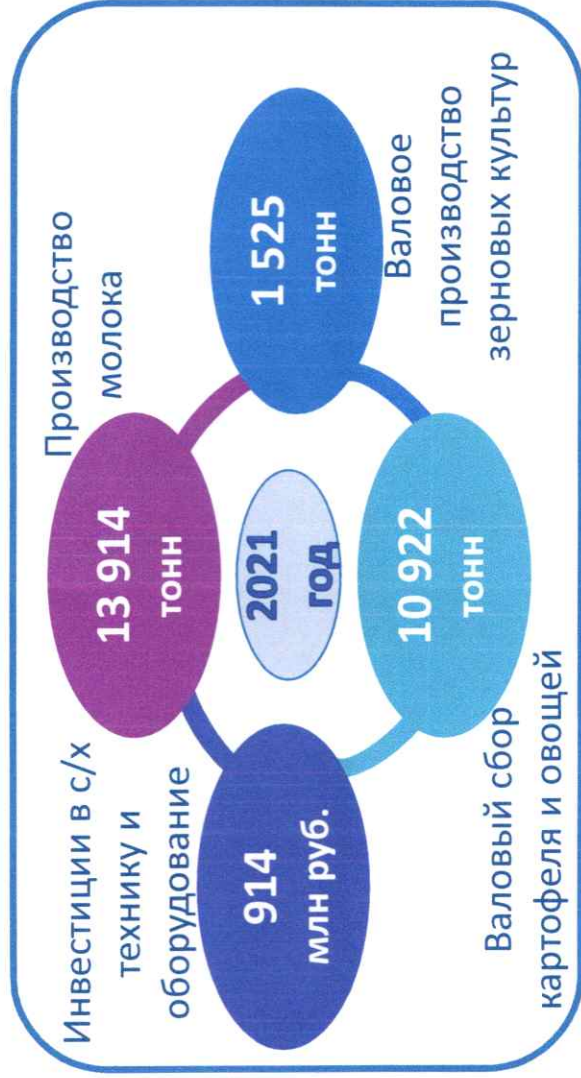 Инвестиции в с/х
технику и
оборудование
914
млн руб.
13 914
тонн
Производство
молока
2021
год
1 525
тонн
Валовое
производство
зерновых культур
10 922
тонн
Валовый сбор
картофеля и овощей